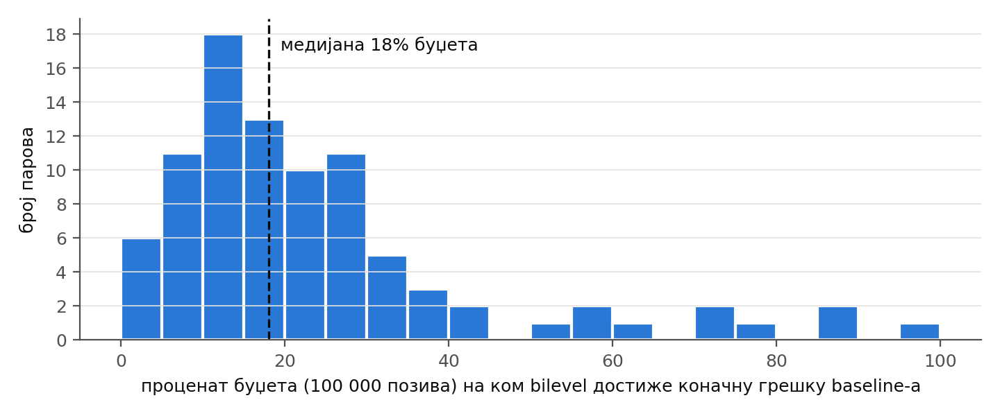 медијана 18% буџета
број парова
18
16
14
12
10
8
6
4
2
0
0 20 40 60 80 100
проценат буџета (100 000 позива) на ком bilevel достиже коначну грешку baseline-а